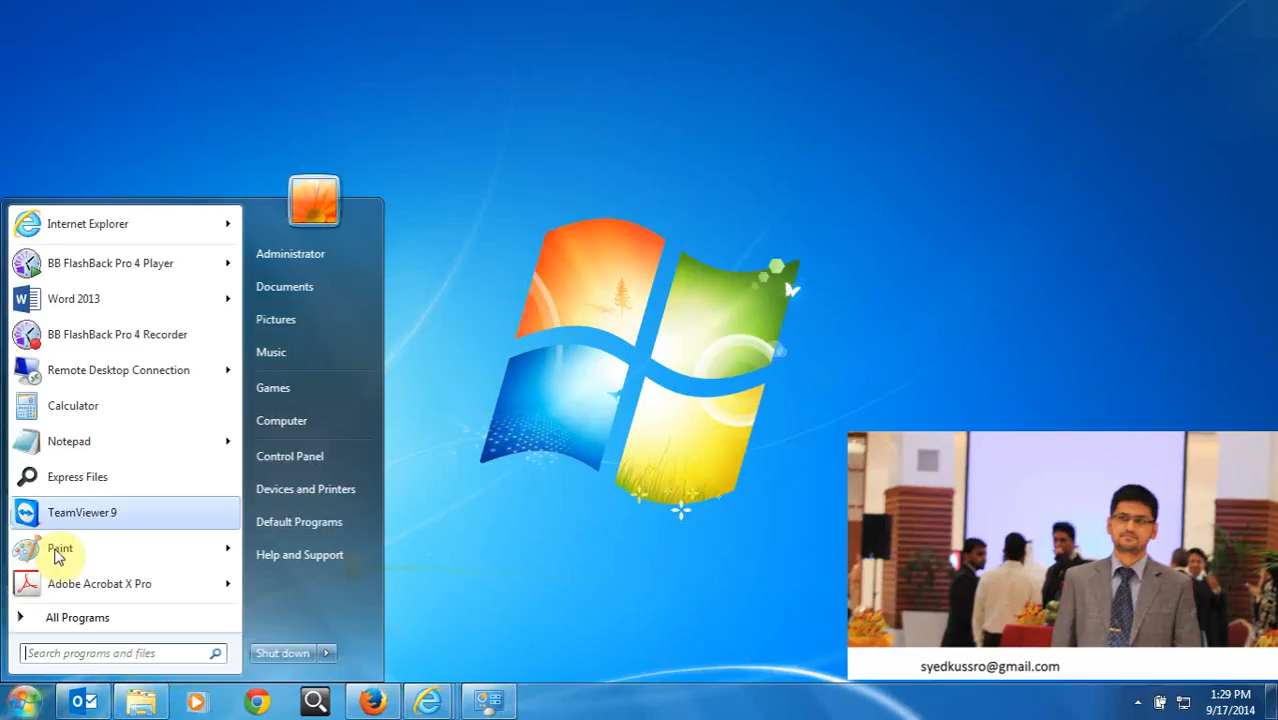 Internet Explorer
BB FlashBack Pro 4 Player
Word 2013
BB FlashBack Pro 4 Recorder
Remote Desktop Connection
Calculator
Notepad
Express Files
TeamViewer 9
Paint
Adobe Acrobat X Pro
All Programs
Search programs and files
Administrator
Documents
Pictures
Music
Games
Computer
Control Panel
Devices and Printers
Default Programs
Help and Support
Shut down
syedkussro@gmail.com
1:29 PM
9/17/2014